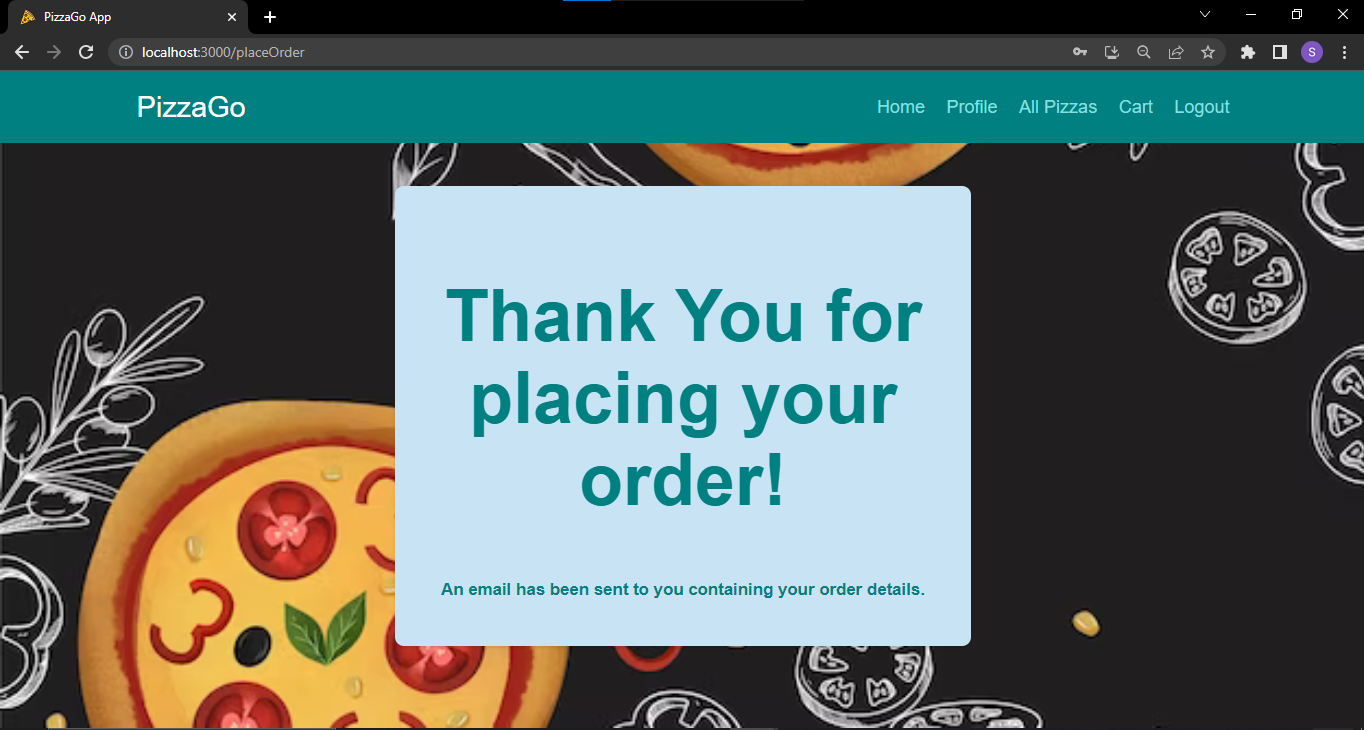 PizzaGo App
localhost:3000/placeOrder
S
PizzaGo
Home Profile All Pizzas Cart Logout
Thank You for
placing your
order!
An email has been sent to you containing your order details.